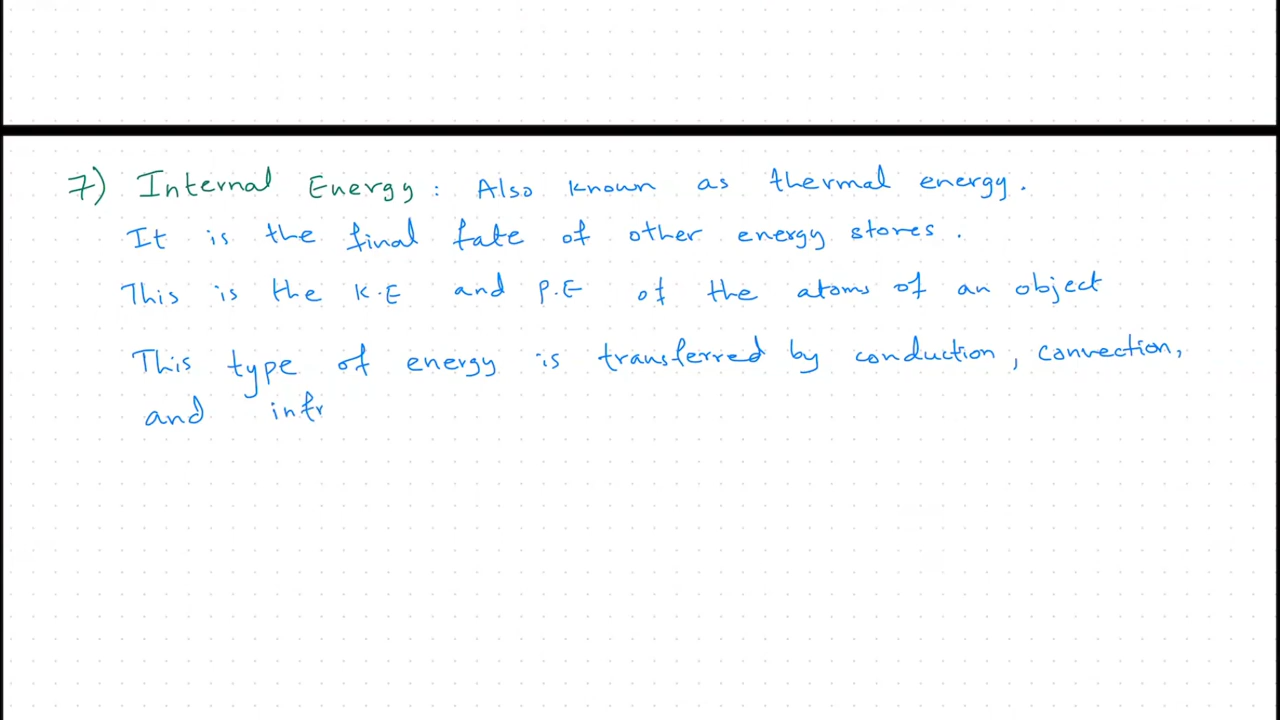 7) Internal Energy : Also known as thermal energy.
It is the final fate of other energy stores.
This is the K.E and P.E of the atoms of an object
This type of energy is transferred by conduction, convection,
and infr